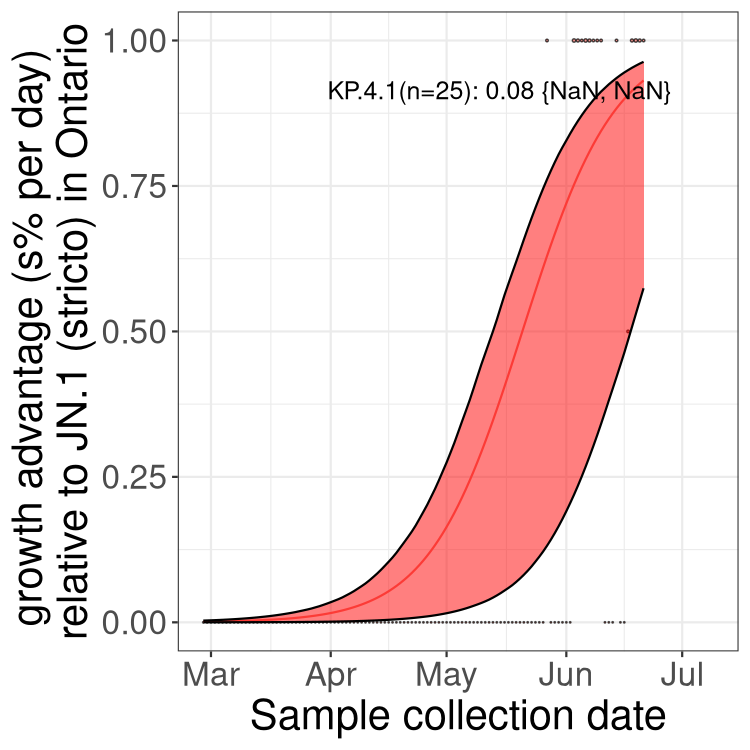 growth advantage (s% per day)
relative to JN.1 (stricto) in Ontario
1.00
0.75
0.50
0.25
0.00
KP.4.1(n=25): 0.08 {NaN, NaN}
Mar Apr May Jun Jul
Sample collection date